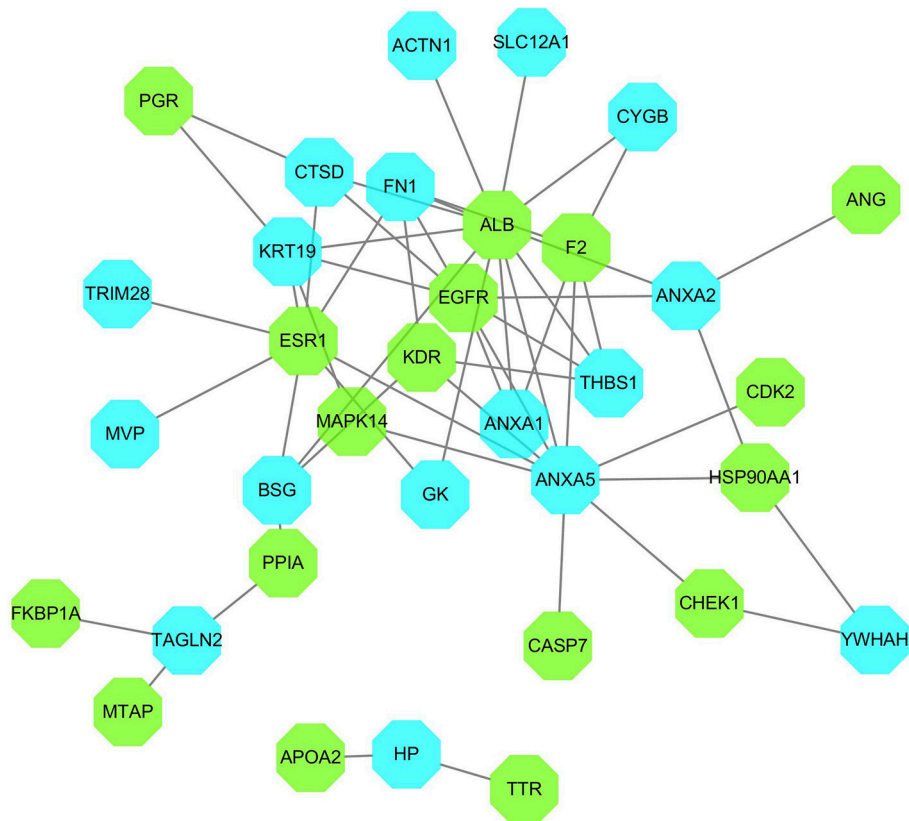 SLC12A1
ACTN1
PGR
CYGB
CTSD
FN1
ANG
ALB
F2
KRT19
TRIM28
EGFR
ANXA2
ESR1
KDR
THBS1
CDK2
MAPK14
ANXA1
MVP
HSP90AA1
BSG
GK
ANXA5
PPIA
CHEK1
FKBP1A
TAGLN2
CASP7
YWHAH
MTAP
APOA2
HP
TTR